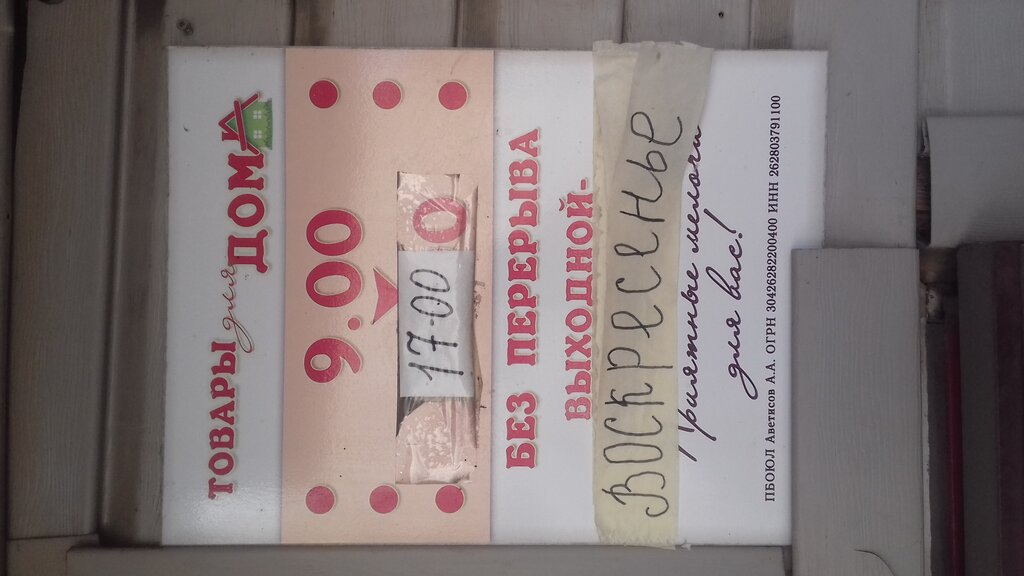 ТОВАРЫ для ДОМА
9.00
17-00
БЕЗ ПЕРЕРЫВА
ВЫХОДНОЙ-
Воскресенье
Приятные мелочи
для вас!
ПБОЮЛ Аветисов А.А. ОГРН 30426282200400 ИНН 262803791100